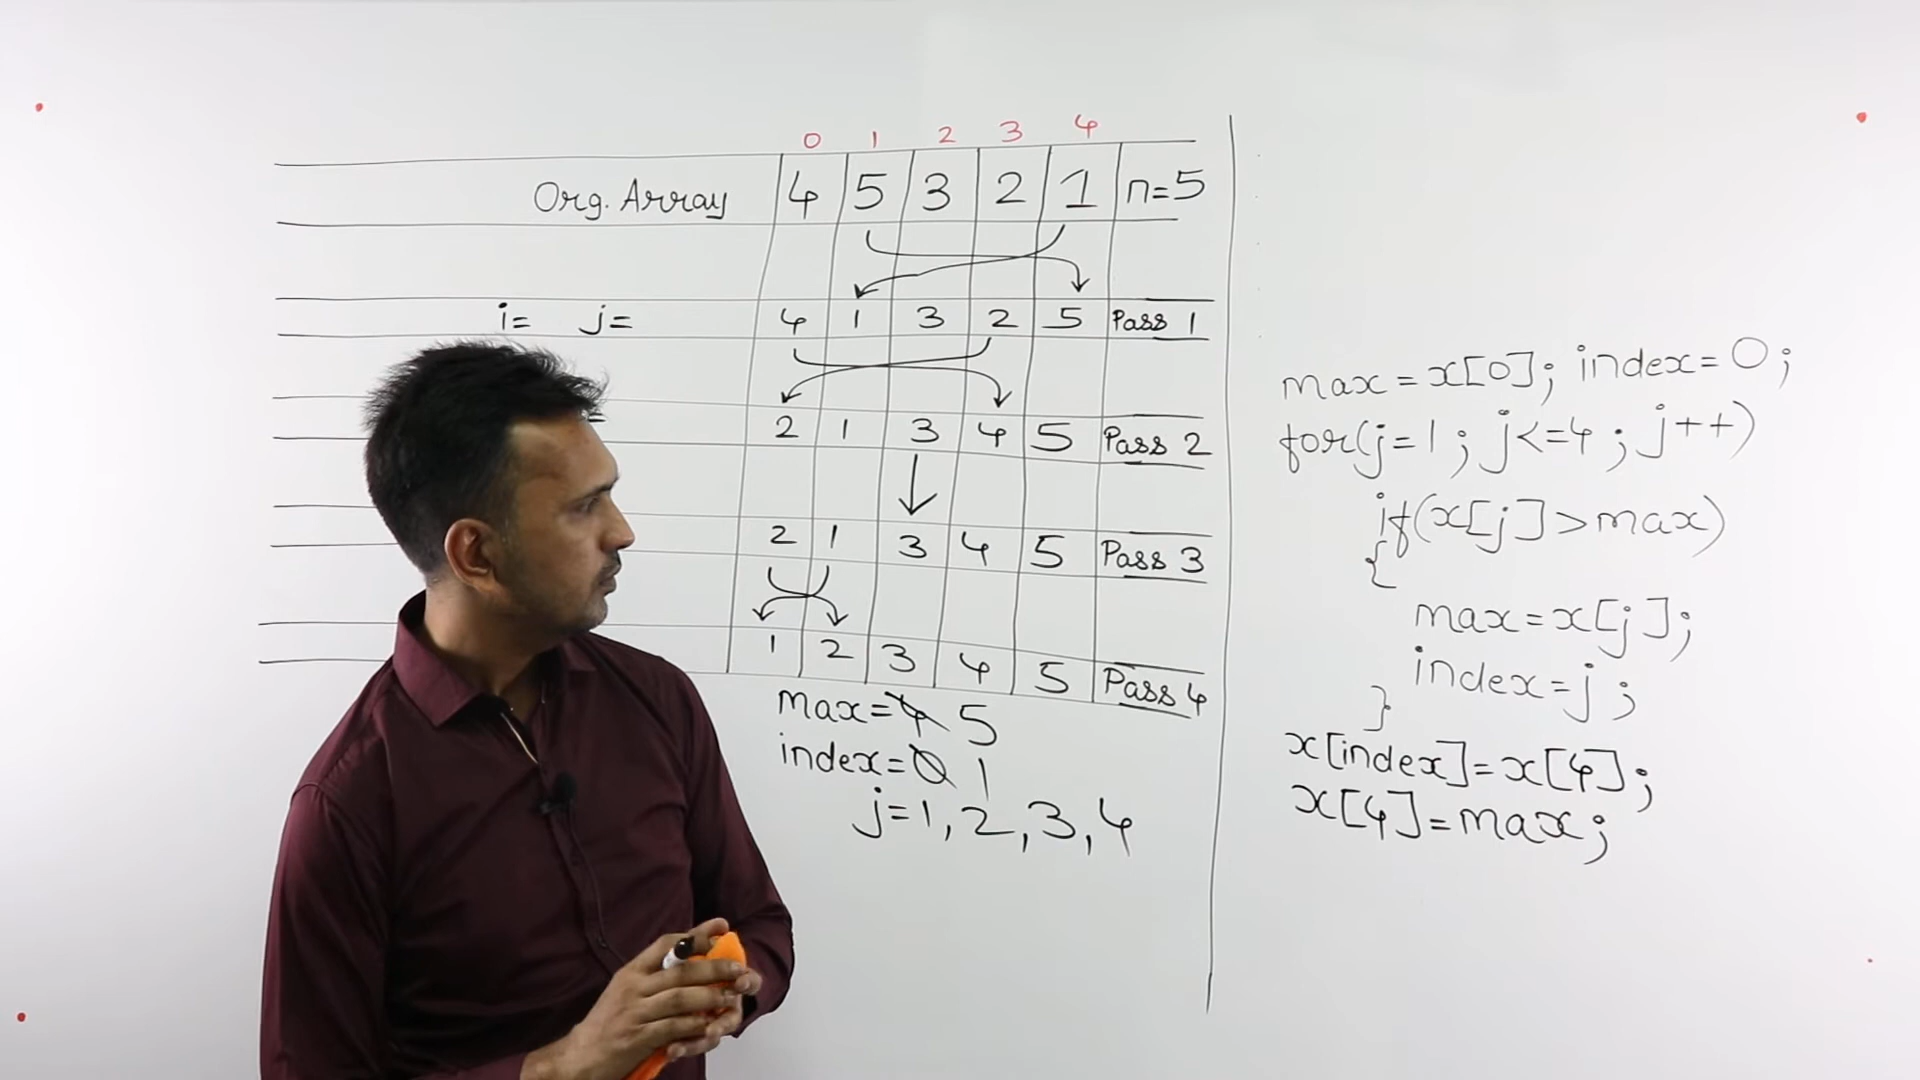 0 1 2 3 4
Org. Array 4 5 3 2 1 n=5
i= j= 4 1 3 2 5 Pass 1
= 2 1 3 4 5 Pass 2
2 1 3 4 5 Pass 3
1 2 3 4 5 Pass 4
max=4 5
index=0 1
j=1, 2, 3, 4
max=x[0]; index=0;
for(j=1; j<=4; j++)
if(x[j]>max)
{
max=x[j];
index=j;
}
x[index]=x[4];
x[4]=max;